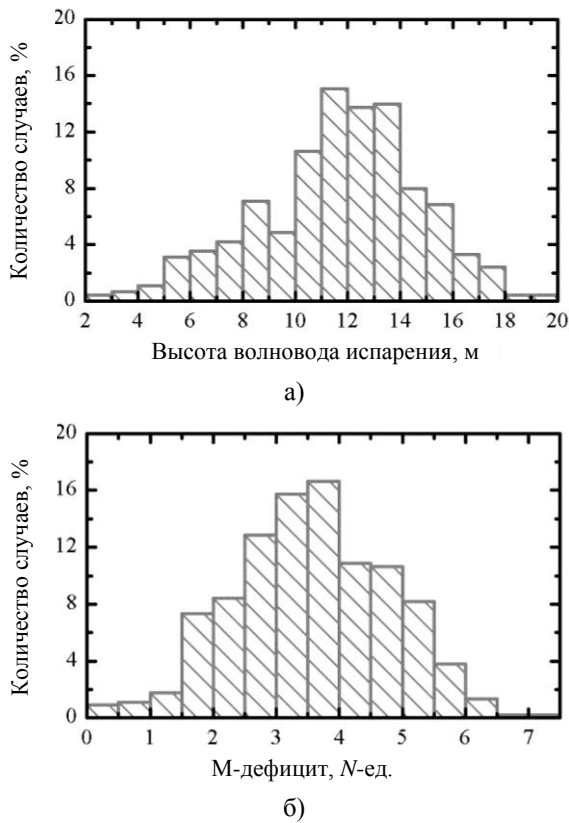 Количество случаев, %
20
16
12
8
4
0
2 4 6 8 10 12 14 16 18 20
Высота волновода испарения, м
а)
Количество случаев, %
20
16
12
8
4
0
0 1 2 3 4 5 6 7
М-дефицит, N-ед.
б)